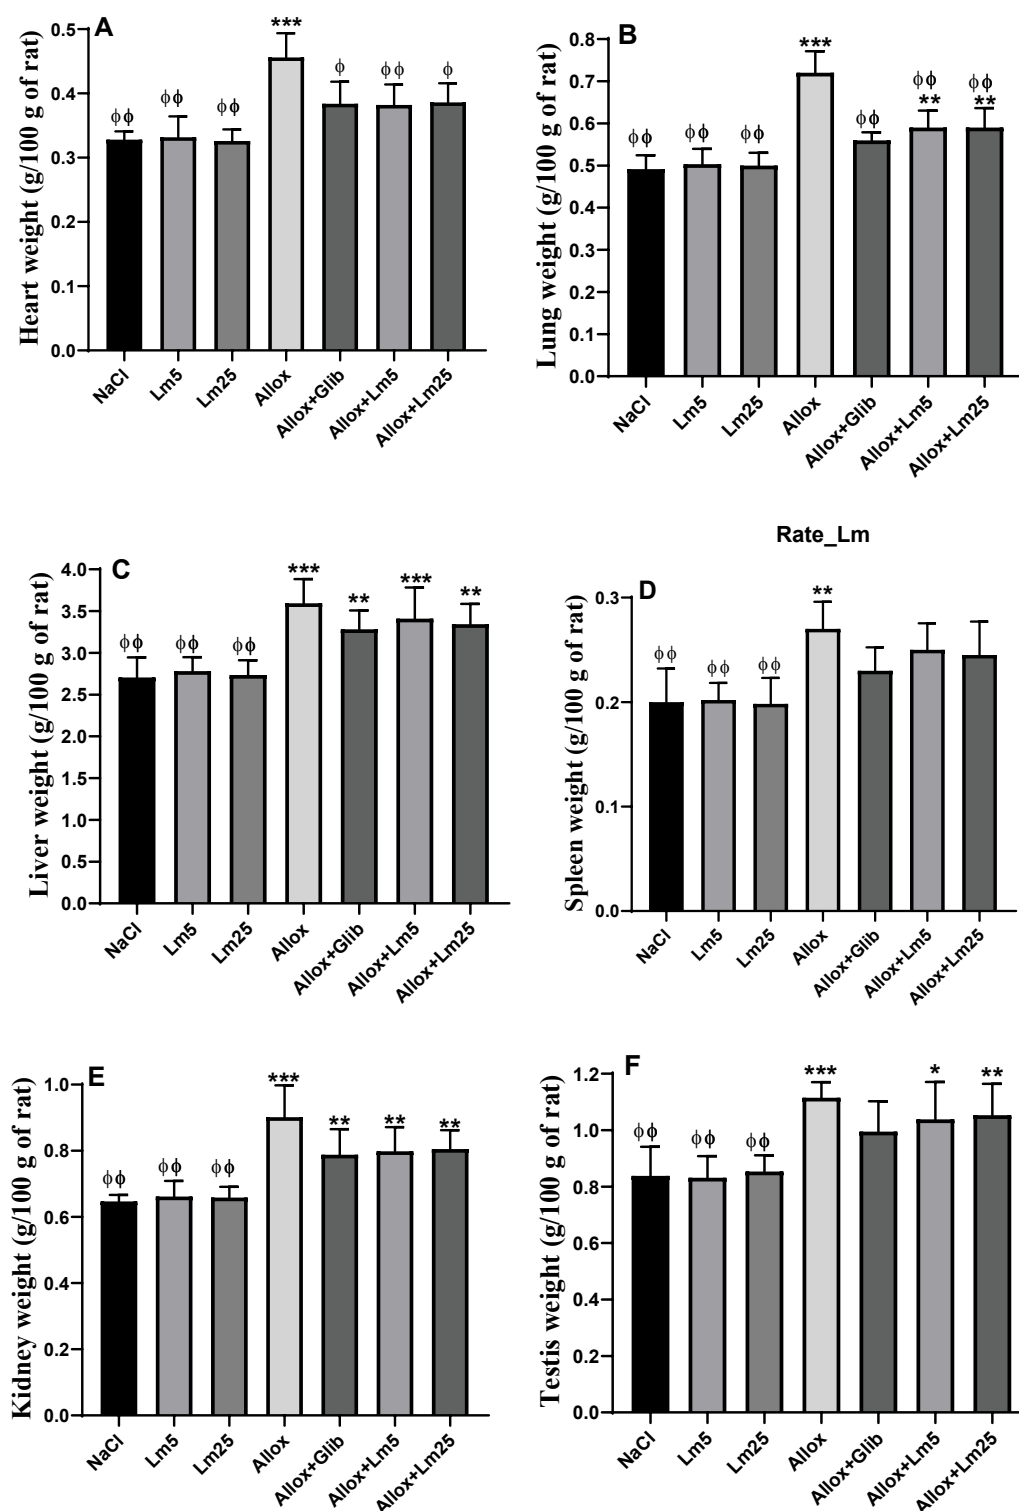 A
Heart weight (g/100 g of rat)
0.5
0.4
0.3
0.2
0.1
0.0
ϕϕ
ϕϕ
ϕϕ
***
ϕ
ϕϕ
ϕ
NaCl
Lm5
Lm25
Allox
Allox+Glib
Allox+Lm5
Allox+Lm25
B
Lung weight (g/100 g of rat)
0.8
0.7
0.6
0.5
0.4
0.3
0.2
0.1
0.0
ϕϕ
ϕϕ
ϕϕ
***
ϕϕ
ϕϕ
**
ϕϕ
**
NaCl
Lm5
Lm25
Allox
Allox+Glib
Allox+Lm5
Allox+Lm25
C
Liver weight (g/100 g of rat)
4.0
3.5
3.0
2.5
2.0
1.5
1.0
0.5
0.0
ϕϕ
ϕϕ
ϕϕ
***
**
***
**
NaCl
Lm5
Lm25
Allox
Allox+Glib
Allox+Lm5
Allox+Lm25
Rate_Lm
D
Spleen weight (g/100 g of rat)
0.3
0.2
0.1
0.0
ϕϕ
ϕϕ
ϕϕ
**
NaCl
Lm5
Lm25
Allox
Allox+Glib
Allox+Lm5
Allox+Lm25
E
Kidney weight (g/100 g of rat)
1.0
0.8
0.6
0.4
0.2
0.0
ϕϕ
ϕϕ
ϕϕ
***
**
**
**
NaCl
Lm5
Lm25
Allox
Allox+Glib
Allox+Lm5
Allox+Lm25
F
Testis weight (g/100 g of rat)
1.2
1.0
0.8
0.6
0.4
0.2
0.0
ϕϕ
ϕϕ
ϕϕ
***
*
**
NaCl
Lm5
Lm25
Allox
Allox+Glib
Allox+Lm5
Allox+Lm25